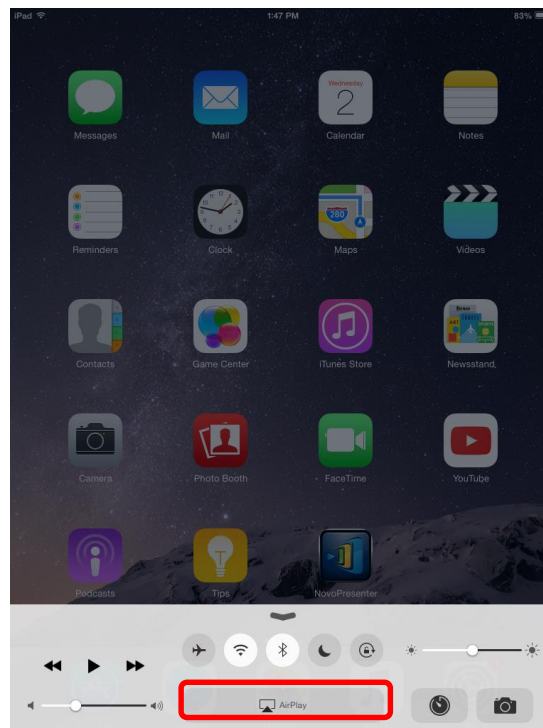 iPad 1:47 PM 83%
Wednesday
2
Messages Mail Calendar Notes
280
Reminders Clock Maps Videos
Contacts Game Center iTunes Store Newsstand
Camera Photo Booth FaceTime YouTube
Podcasts Tips NovoPresenter
AirPlay